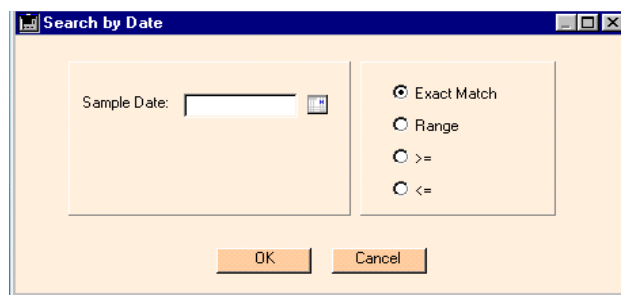 Search by Date
Sample Date:
Exact Match
Range
>=
<=
OK
Cancel